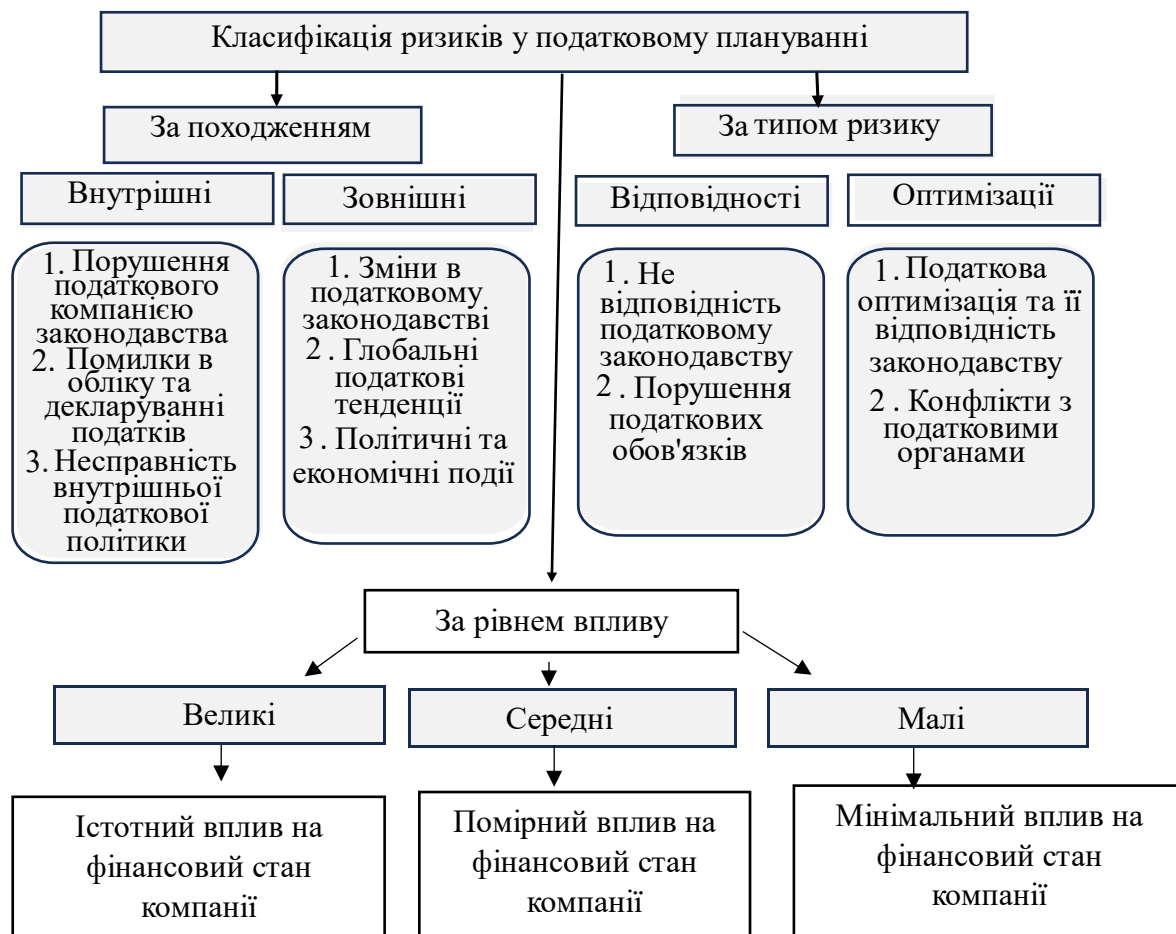 Класифікація ризиків у податковому плануванні
За походженням
За типом ризику
Внутрішні
Зовнішні
Відповідності
Оптимізації
1. Порушення
податкового
компанією
законодавства
2. Помилки в
обліку та
декларуванні
податків
3. Несправність
внутрішньої
податкової
політики
1. Зміни в
податковому
законодавстві
2. Глобальні
податкові
тенденції
3. Політичні та
економічні події
1. Не
відповідність
податковому
законодавству
2. Порушення
податкових
обов'язків
1. Податкова
оптимізація та її
відповідність
законодавству
2. Конфлікти з
податковими
органами
За рівнем впливу
Великі
Середні
Малі
Істотний вплив на
фінансовий стан
компанії
Помірний вплив на
фінансовий стан
компанії
Мінімальний вплив на
фінансовий стан
компанії